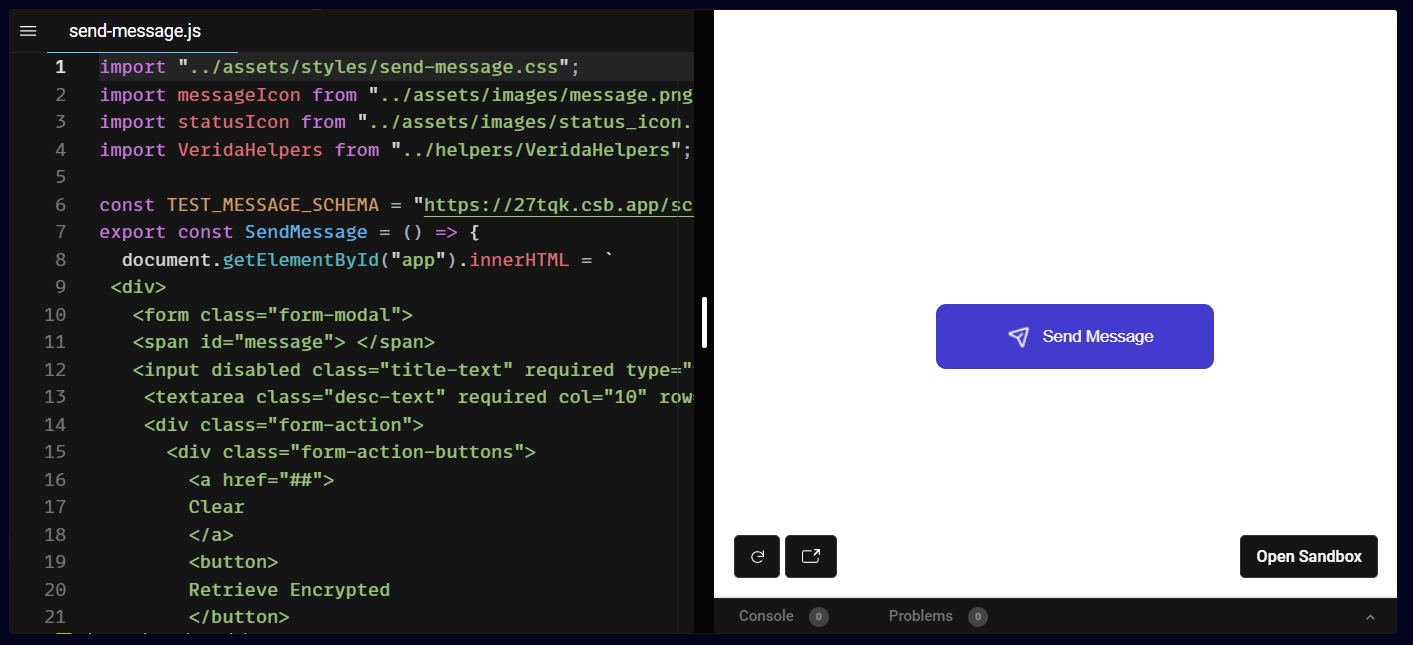 send-message.js
1 import "../assets/styles/send-message.css";
2 import messageIcon from "../assets/images/message.png
3 import statusIcon from "../assets/images/status_icon.
4 import VeridaHelpers from "../helpers/VeridaHelpers";
5
6 const TEST_MESSAGE_SCHEMA = "https://27tqk.csb.app/sc
7 export const SendMessage = () => {
8 document.getElementById("app").innerHTML = `
9 <div>
10 <form class="form-modal">
11 <span id="message"> </span>
12 <input disabled class="title-text" required type="
13 <textarea class="desc-text" required col="10" row=
14 <div class="form-action">
15 <div class="form-action-buttons">
16 <a href="##">
17 Clear
18 </a>
19 <button>
20 Retrieve Encrypted
21 </button>
Send Message
Open Sandbox
Console 0 Problems 0